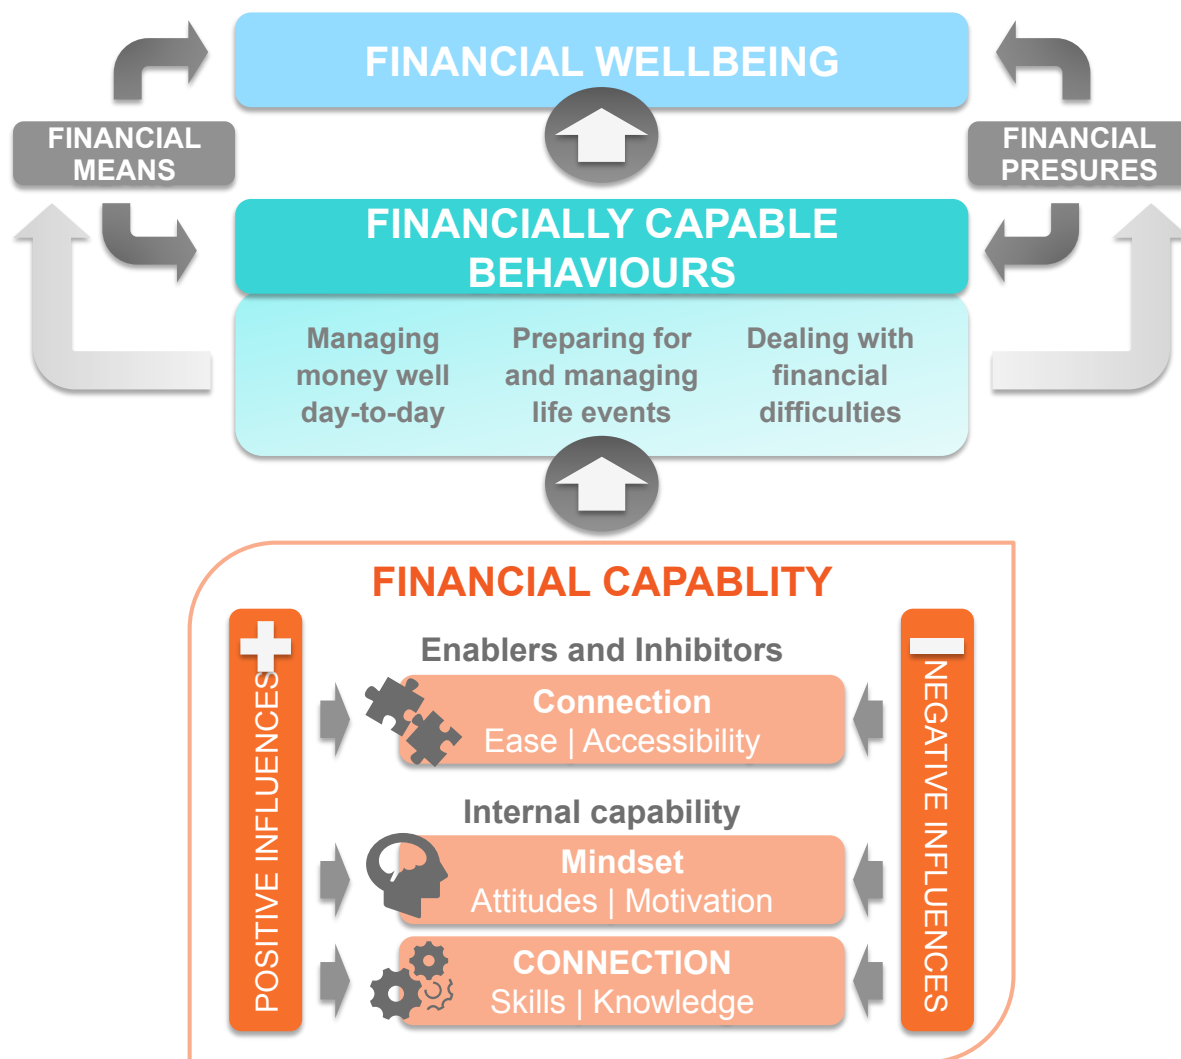 FINANCIAL WELLBEING
FINANCIAL
MEANS
FINANCIAL
PRESURES
FINANCIALLY CAPABLE
BEHAVIOURS
Managing
money well
day-to-day
Preparing for
and managing
life events
Dealing with
financial
difficulties
FINANCIAL CAPABLITY
POSITIVE INFLUENCES
Enablers and Inhibitors
Connection
Ease | Accessibility
Internal capability
Mindset
Attitudes | Motivation
CONNECTION
Skills | Knowledge
NEGATIVE INFLUENCES